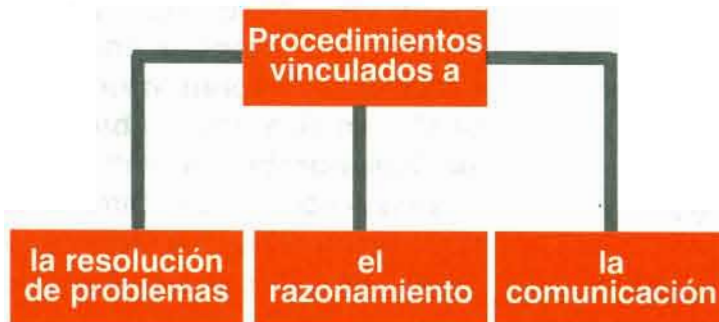 Procedimientos
vinculados a
la resolución
de problemas
el
razonamiento
la
comunicación